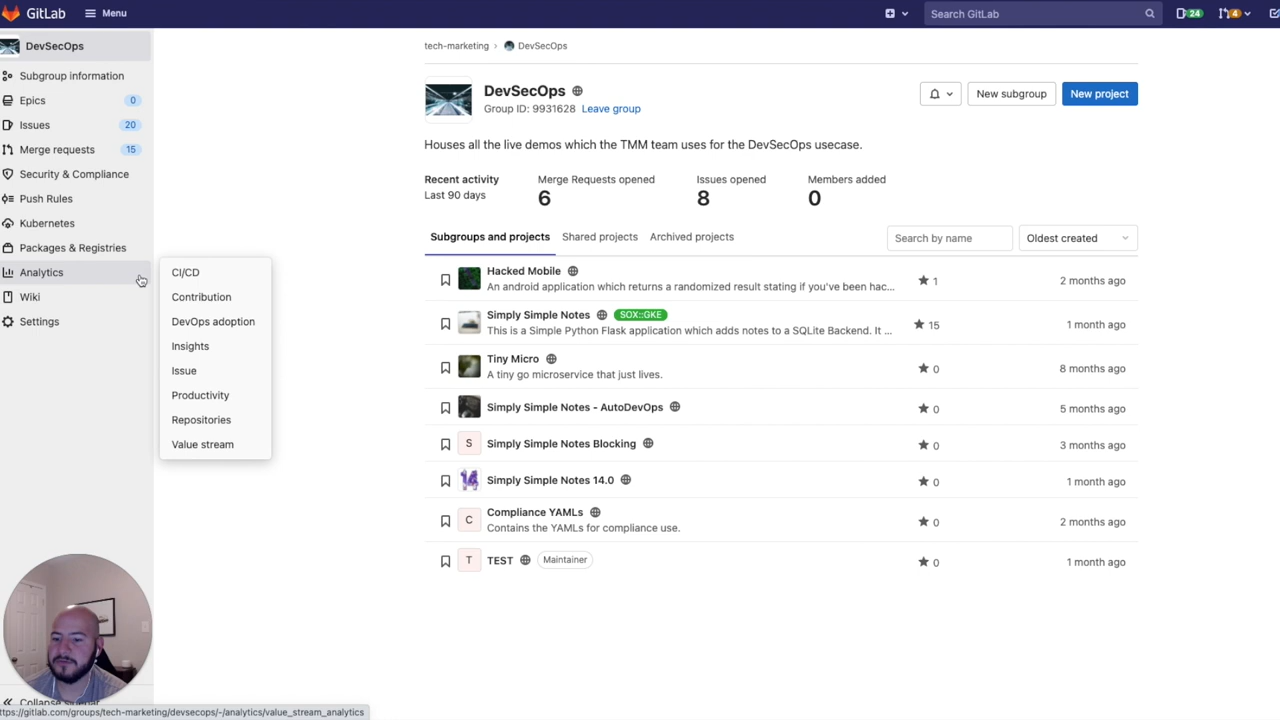 GitLab
Menu
Search GitLab
24
4
DevSecOps
Subgroup information
Epics 0
Issues 20
Merge requests 15
Security & Compliance
Push Rules
Kubernetes
Packages & Registries
Analytics
Wiki
Settings
Collapse sidebar
CI/CD
Contribution
DevOps adoption
Insights
Issue
Productivity
Repositories
Value stream
tech-marketing › DevSecOps
DevSecOps
Group ID: 9931628 Leave group
New subgroup
New project
Houses all the live demos which the TMM team uses for the DevSecOps usecase.
Recent activity
Last 90 days
Merge Requests opened
6
Issues opened
8
Members added
0
Subgroups and projects Shared projects Archived projects
Search by name
Oldest created
Hacked Mobile
An android application which returns a randomized result stating if you've been hac...
1
2 months ago
Simply Simple Notes SOX::GKE
This is a Simple Python Flask application which adds notes to a SQLite Backend. It ...
15
1 month ago
Tiny Micro
A tiny go microservice that just lives.
0
8 months ago
Simply Simple Notes - AutoDevOps
0
5 months ago
S Simply Simple Notes Blocking
0
3 months ago
14 Simply Simple Notes 14.0
0
1 month ago
C Compliance YAMLs
Contains the YAMLs for compliance use.
0
2 months ago
T TEST Maintainer
0
1 month ago
ttps://gitlab.com/groups/tech-marketing/devsecops/-/analytics/value_stream_analytics